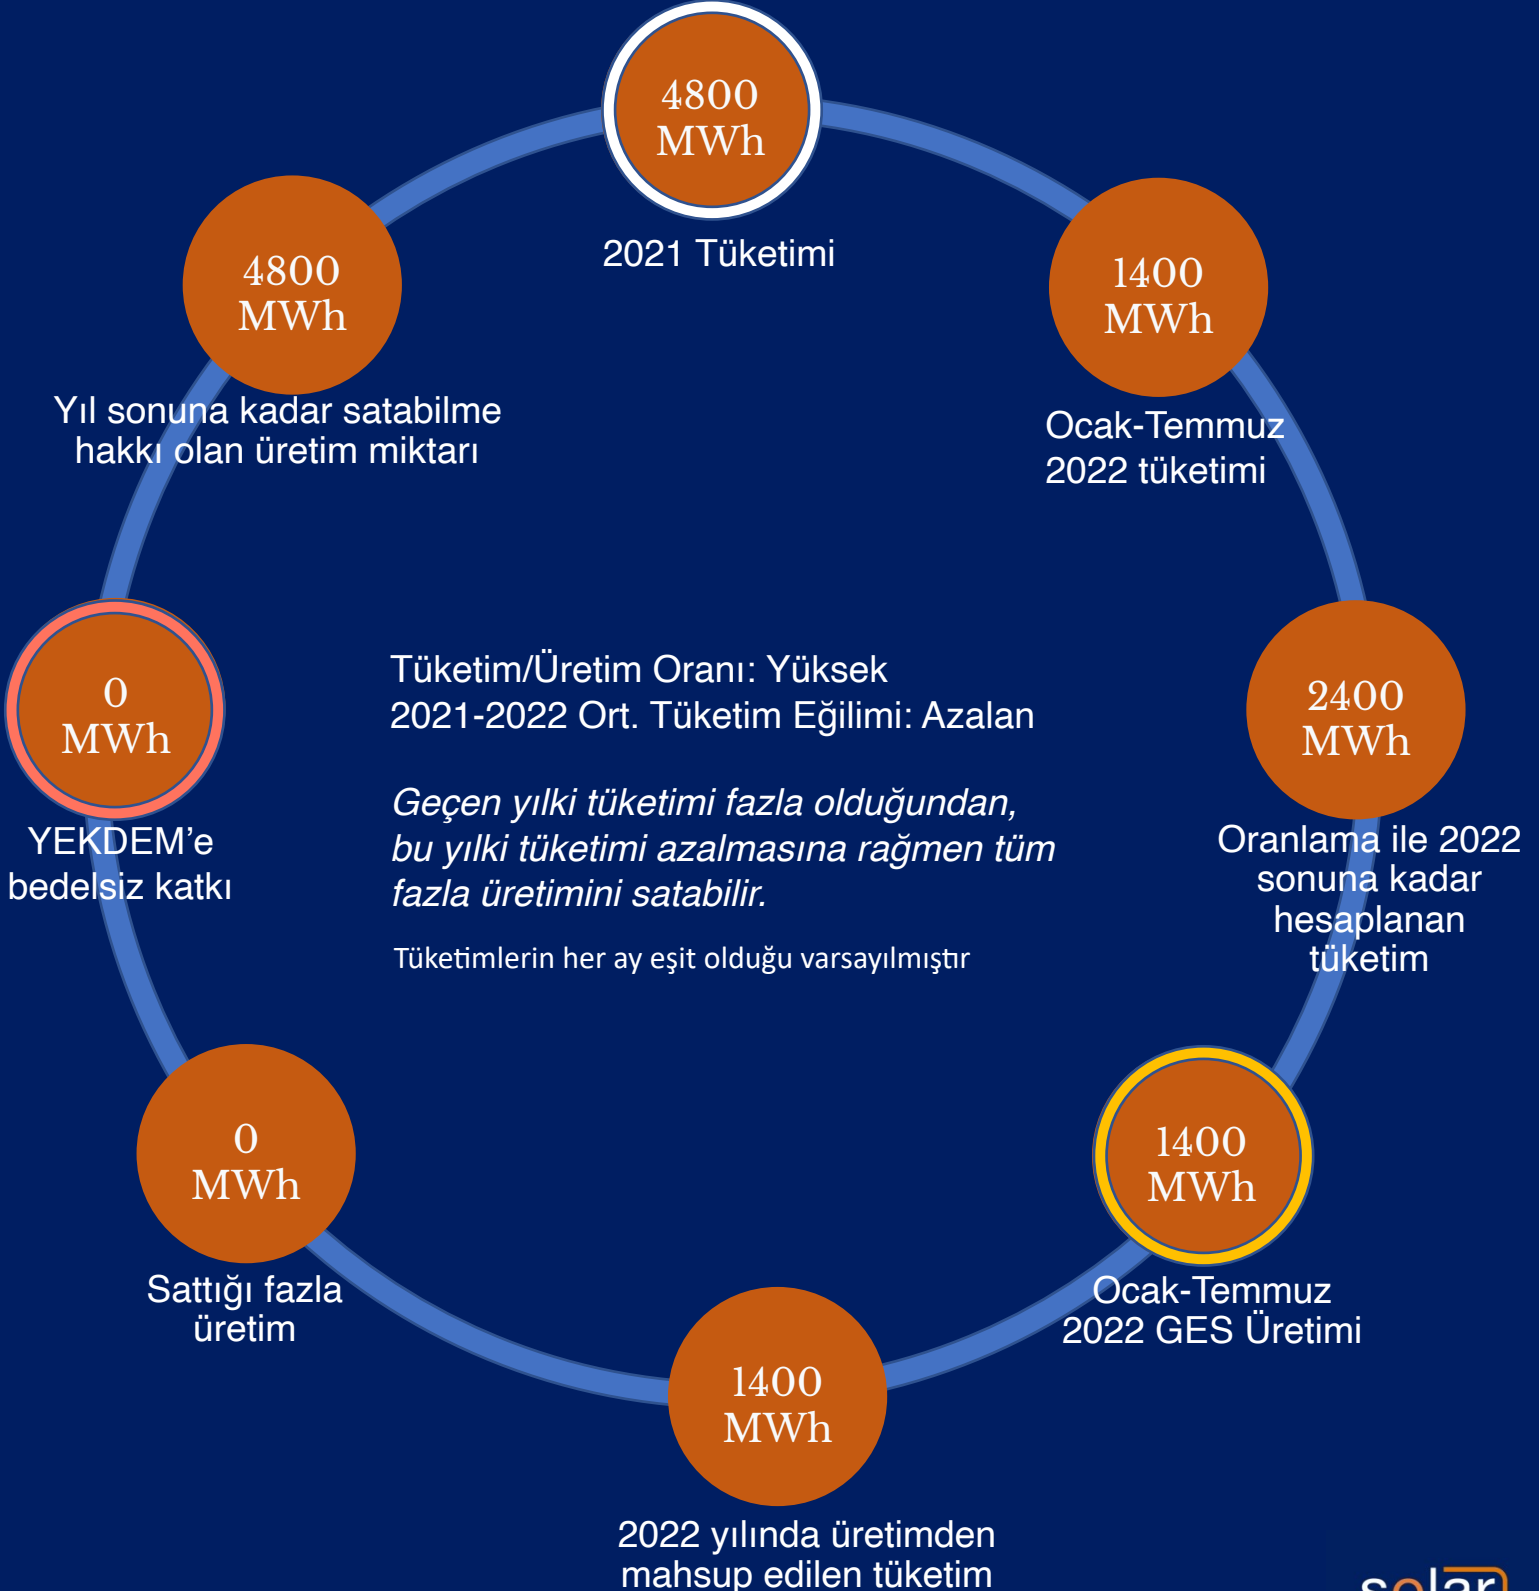 4800
MWh
2021 Tüketimi
1400
MWh
Ocak-Temmuz
2022 tüketimi
2400
MWh
Oranlama ile 2022
sonuna kadar
hesaplanan
tüketim
1400
MWh
Ocak-Temmuz
2022 GES Üretimi
1400
MWh
2022 yılında üretimden
mahsup edilen tüketim
0
MWh
Sattığı fazla
üretim
0
MWh
YEKDEM’e
bedelsiz katkı
4800
MWh
Yıl sonuna kadar satabilme
hakkı olan üretim miktarı
Tüketim/Üretim Oranı: Yüksek
2021-2022 Ort. Tüketim Eğilimi: Azalan
Geçen yılki tüketimi fazla olduğundan,
bu yılki tüketimi azalmasına rağmen tüm
fazla üretimini satabilir.
Tüketimlerin her ay eşit olduğu varsayılmıştır
solar